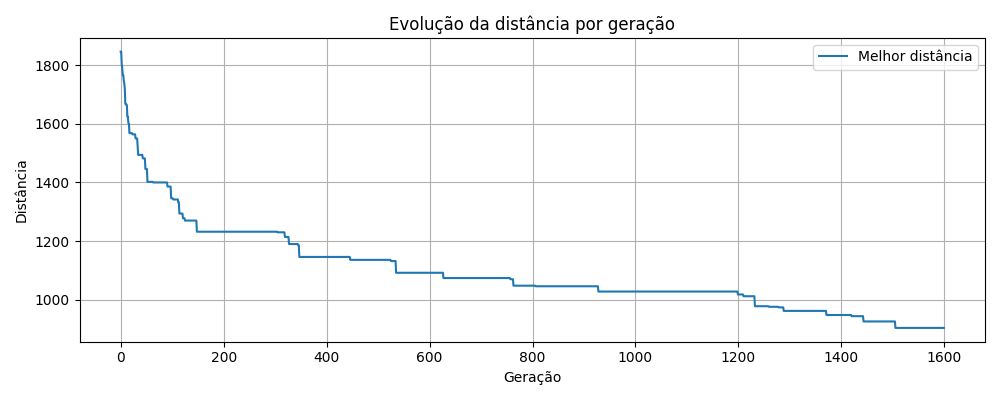 Evolução da distância por geração
Melhor distância
Distância
1800
1600
1400
1200
1000
0 200 400 600 800 1000 1200 1400 1600
Geração